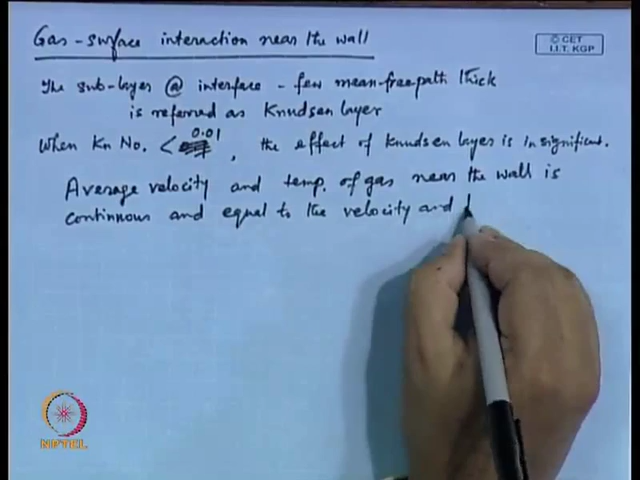 Gas-surface interaction near the wall
© CET
I.I.T. KGP
The sub-layer @ interface - few mean-free path thick
is referred as Knudsen layer
When Kn No. < 0.01, the effect of Knudsen layer is insignificant.
Average velocity and temp. of gas near the wall is
continuous and equal to the velocity and
NPTEL